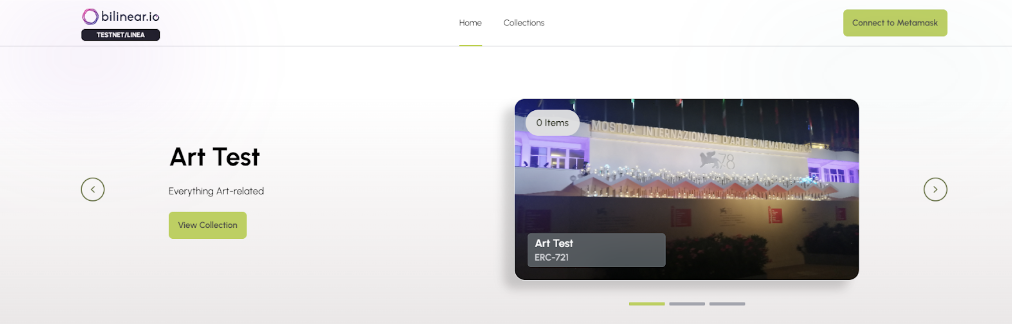 bilinear.io
TESTNET/LINEA
Home
Collections
Connect to Metamask
Art Test
Everything Art-related
View Collection
0 Items
MOSTRA INTERNAZIONALE D'ARTE CINEMATOGRAFICA
78
Art Test
ERC-721